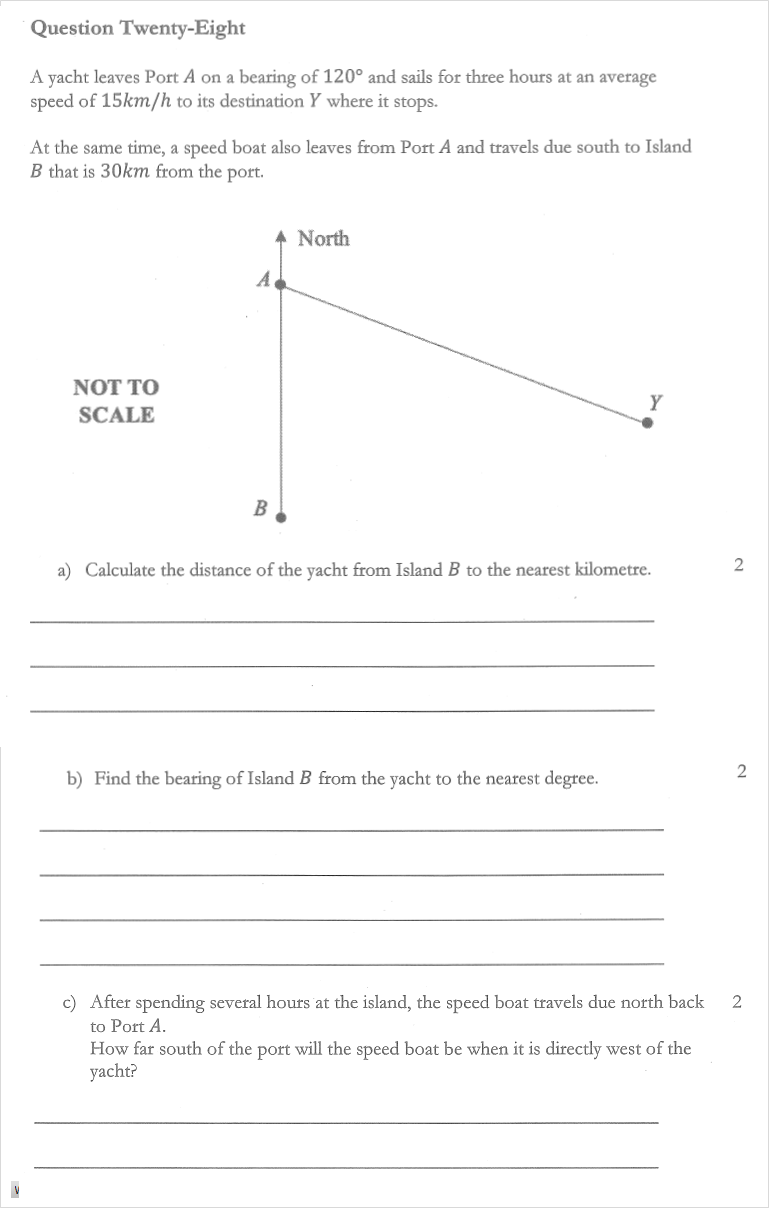 Question Twenty-Eight
A yacht leaves Port A on a bearing of 120° and sails for three hours at an average
speed of 15km/h to its destination Y where it stops.
At the same time, a speed boat also leaves from Port A and travels due south to Island
B that is 30km from the port.
North
A
NOT TO
SCALE
Y
B
a) Calculate the distance of the yacht from Island B to the nearest kilometre. 2
b) Find the bearing of Island B from the yacht to the nearest degree. 2
c) After spending several hours at the island, the speed boat travels due north back 2
to Port A.
How far south of the port will the speed boat be when it is directly west of the
yacht?